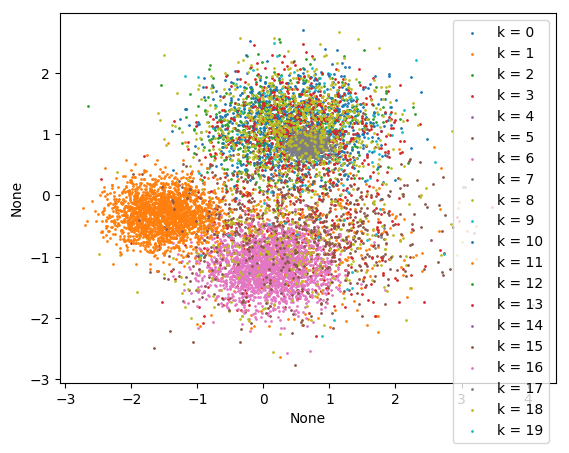 k = 0
k = 1
k = 2
k = 3
k = 4
k = 5
k = 6
k = 7
k = 8
k = 9
k = 10
k = 11
k = 12
k = 13
k = 14
k = 15
k = 16
k = 17
k = 18
k = 19
2
1
0
−1
−2
−3
None
−3
−2
−1
0
1
2
3
4
None